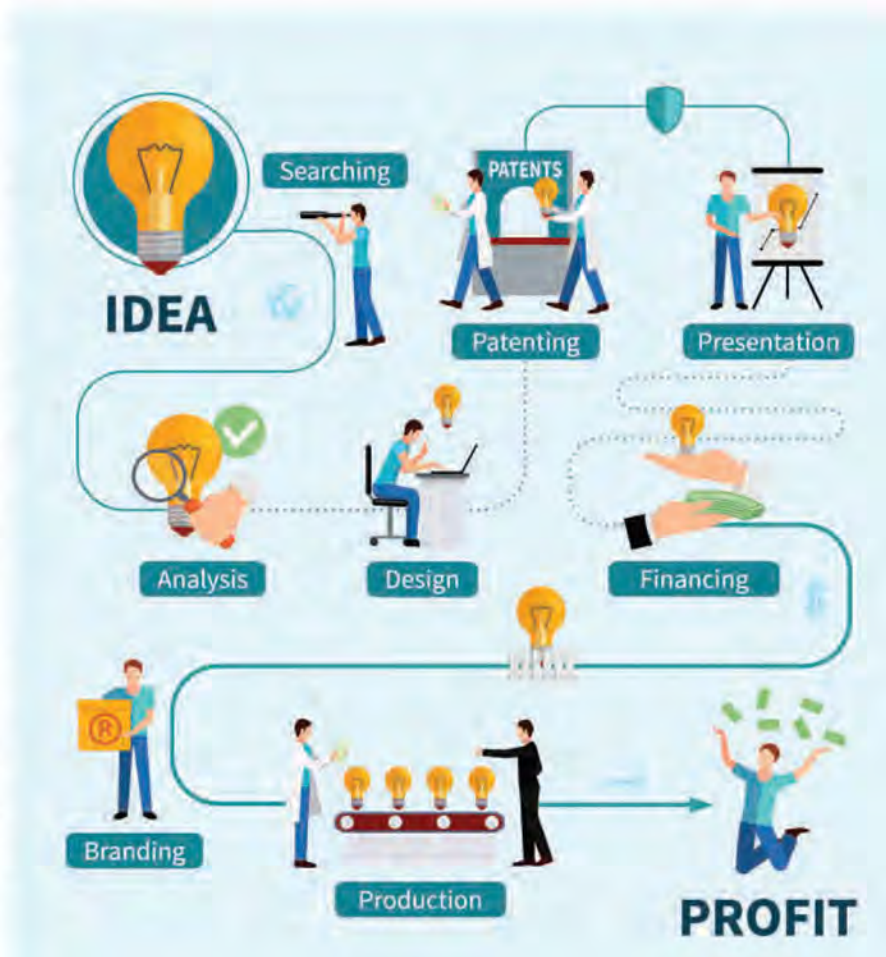 IDEA
Searching
PATENTS
Patenting
Presentation
Analysis
Design
Financing
Branding
®
Production
PROFIT